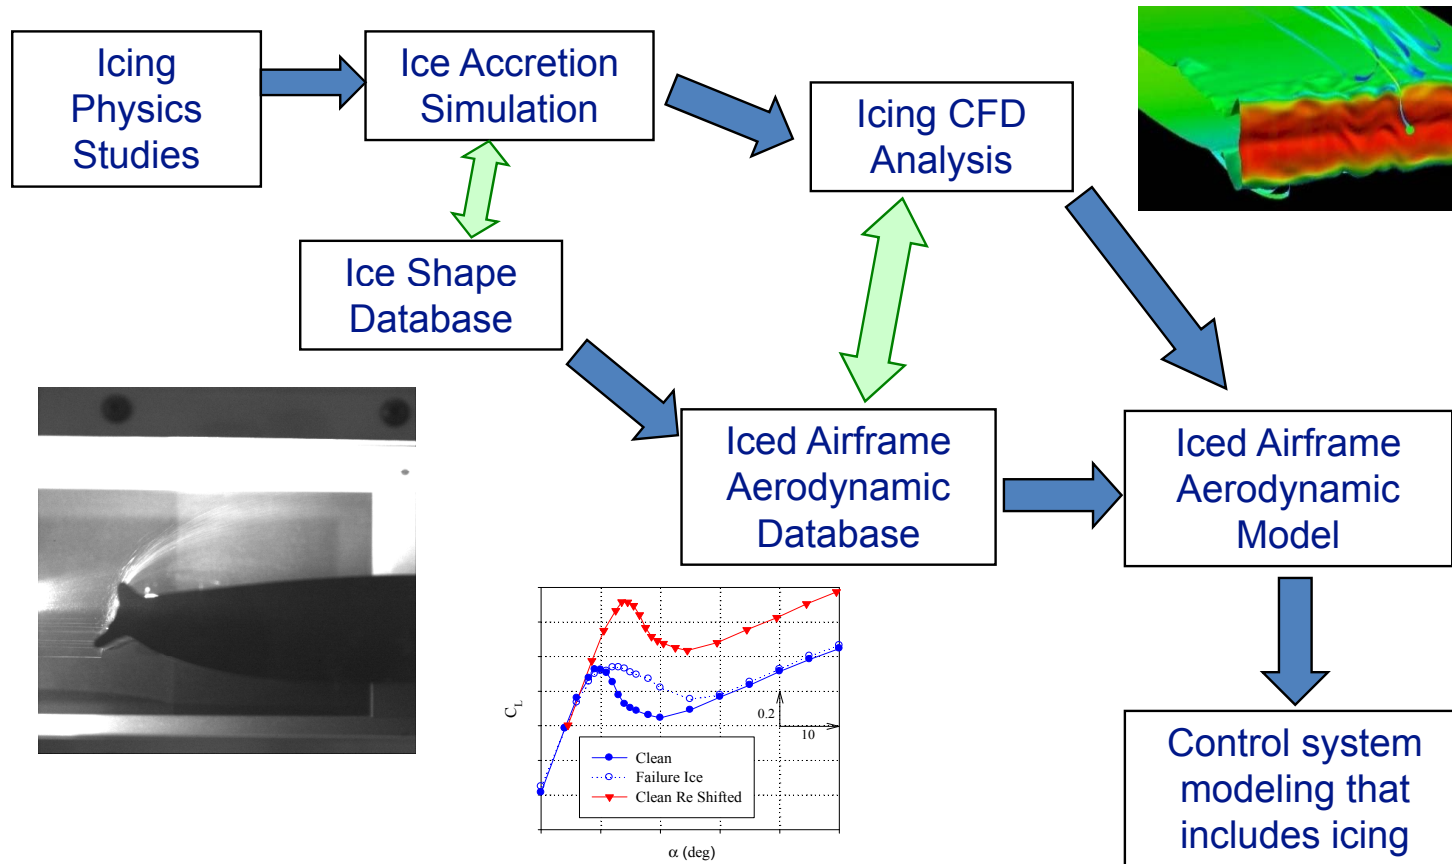 Icing
Physics
Studies
Ice Accretion
Simulation
Icing CFD
Analysis
Ice Shape
Database
Iced Airframe
Aerodynamic
Database
Iced Airframe
Aerodynamic
Model
Control system
modeling that
includes icing
C_L
0.2
10
Clean
Failure Ice
Clean Re Shifted
α (deg)